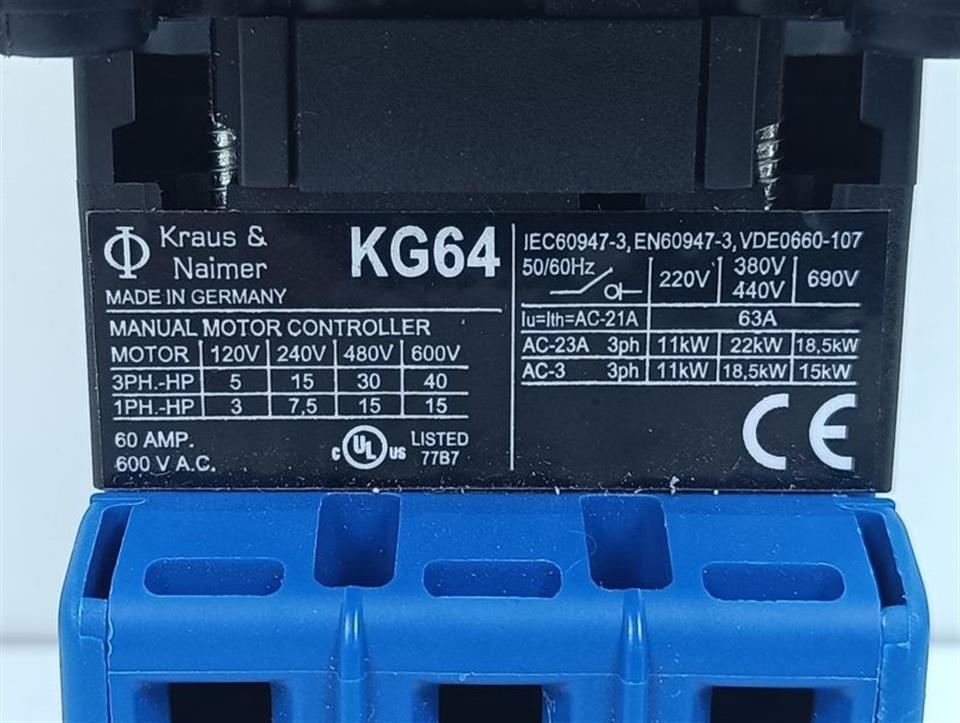 Kraus &
Naimer
KG64
MADE IN GERMANY
MANUAL MOTOR CONTROLLER
MOTOR 120V 240V 480V 600V
3PH.-HP 5 15 30 40
1PH.-HP 3 7,5 15 15
60 AMP.
600 V A.C.
c UL us LISTED
77B7
IEC60947-3, EN60947-3, VDE0660-107
50/60Hz 220V 380V 440V 690V
Iu=Ith=AC-21A 63A
AC-23A 3ph 11kW 22kW 18,5kW
AC-3 3ph 11kW 18,5kW 15kW
CE